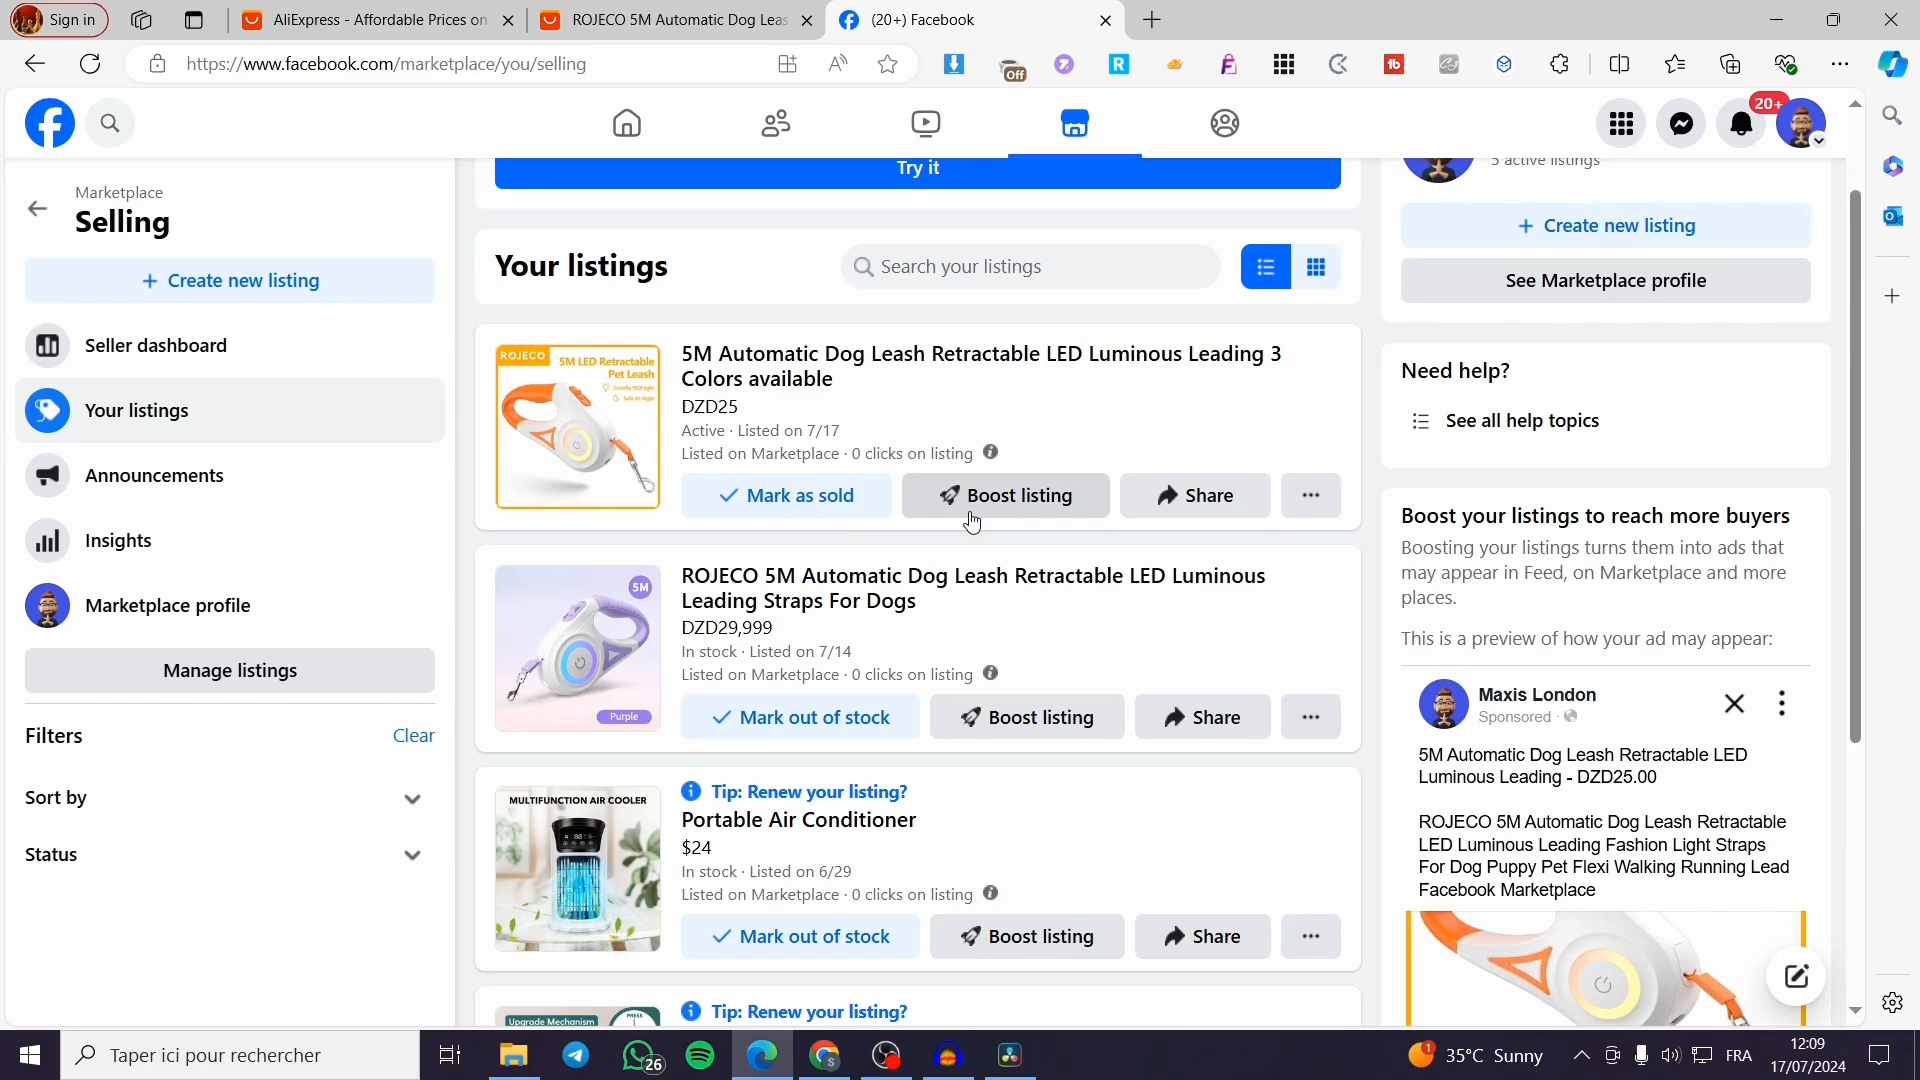 Sign in
AliExpress - Affordable Prices on
ROJECO 5M Automatic Dog Leas
(20+) Facebook
https://www.facebook.com/marketplace/you/selling
Off
20+
Marketplace
Selling
+ Create new listing
Seller dashboard
Your listings
Announcements
Insights
Marketplace profile
Manage listings
Filters
Clear
Sort by
Status
Try it
Your listings
Search your listings
ROJECO
5M LED Retractable
Pet Leash
5M Automatic Dog Leash Retractable LED Luminous Leading 3
Colors available
DZD25
Active · Listed on 7/17
Listed on Marketplace · 0 clicks on listing
Mark as sold
Boost listing
Share
5M
Purple
ROJECO 5M Automatic Dog Leash Retractable LED Luminous
Leading Straps For Dogs
DZD29,999
In stock · Listed on 7/14
Listed on Marketplace · 0 clicks on listing
Mark out of stock
Boost listing
Share
MULTIFUNCTION AIR COOLER
Tip: Renew your listing?
Portable Air Conditioner
$24
In stock · Listed on 6/29
Listed on Marketplace · 0 clicks on listing
Mark out of stock
Boost listing
Share
Upgrade Mechanism
PRESS
Tip: Renew your listing?
5 active listings
+ Create new listing
See Marketplace profile
Need help?
See all help topics
Boost your listings to reach more buyers
Boosting your listings turns them into ads that
may appear in Feed, on Marketplace and more
places.
This is a preview of how your ad may appear:
Maxis London
Sponsored ·
5M Automatic Dog Leash Retractable LED
Luminous Leading - DZD25.00
ROJECO 5M Automatic Dog Leash Retractable
LED Luminous Leading Fashion Light Straps
For Dog Puppy Pet Flexi Walking Running Lead
Facebook Marketplace
Taper ici pour rechercher
26
1
35°C Sunny
FRA
12:09
17/07/2024